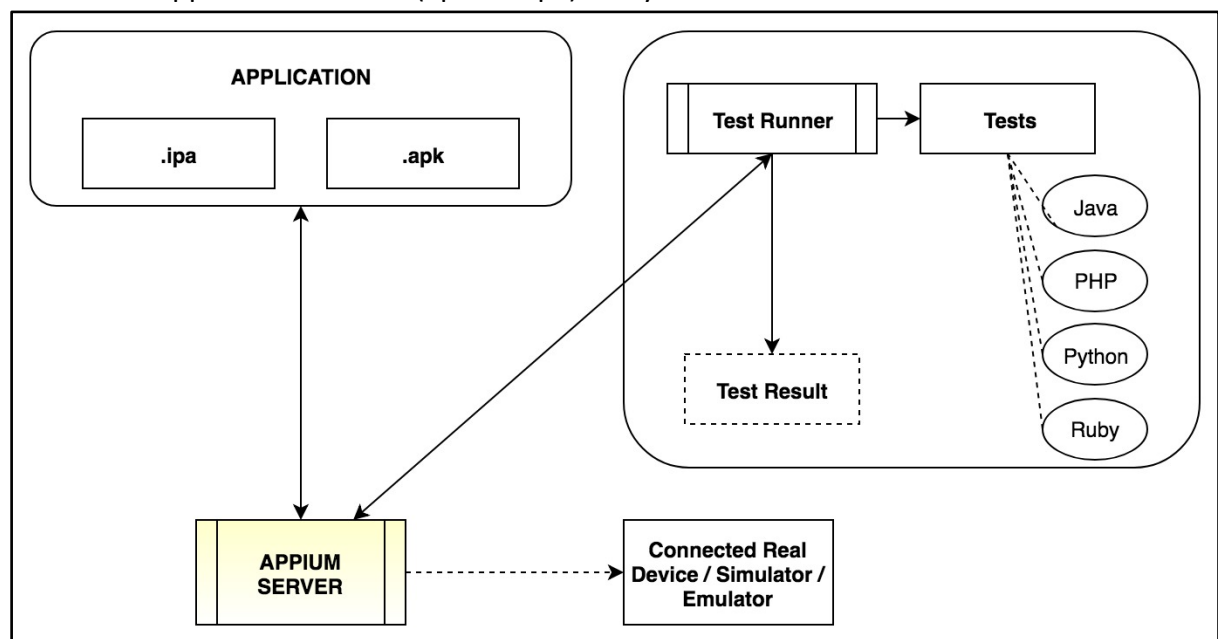 APPLICATION
.ipa
.apk
Test Runner
Tests
Java
PHP
Python
Ruby
Test Result
APPIUM
SERVER
Connected Real
Device / Simulator /
Emulator